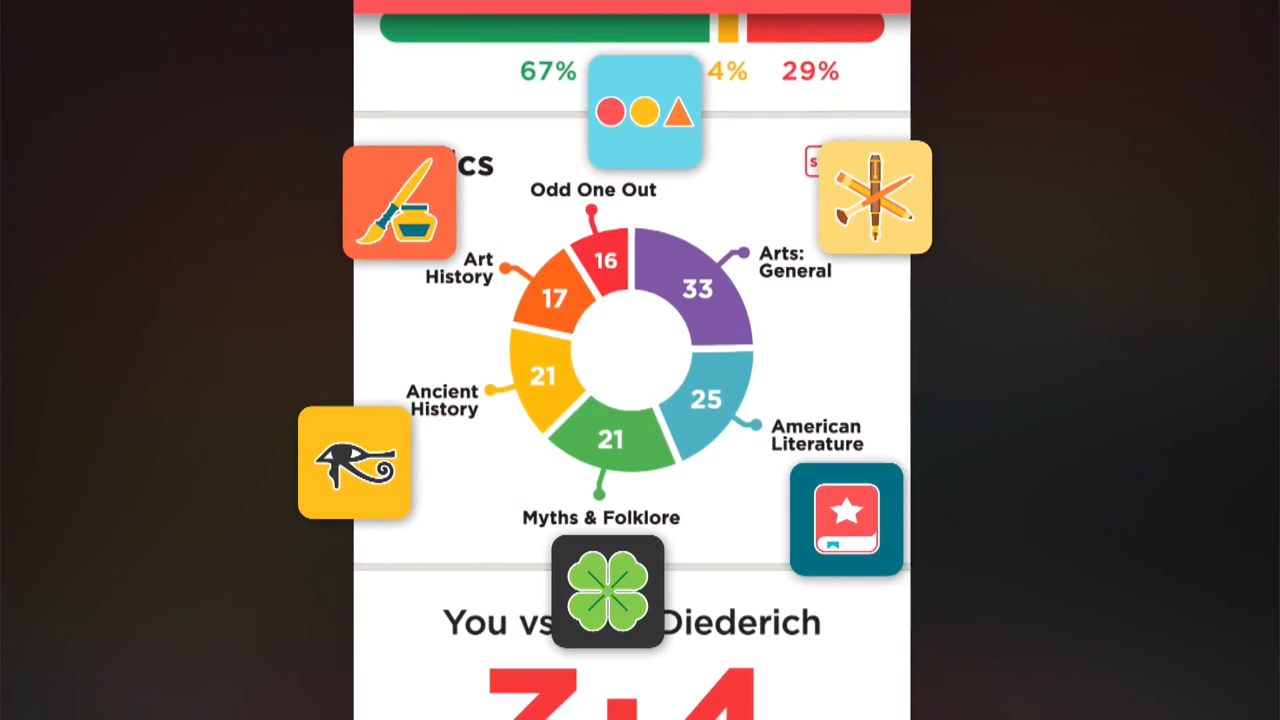 67%
4%
29%
Odd One Out
16
Art
History
17
33
Arts:
General
21
Ancient
History
25
American
Literature
21
Myths & Folklore
You vs
Diederich